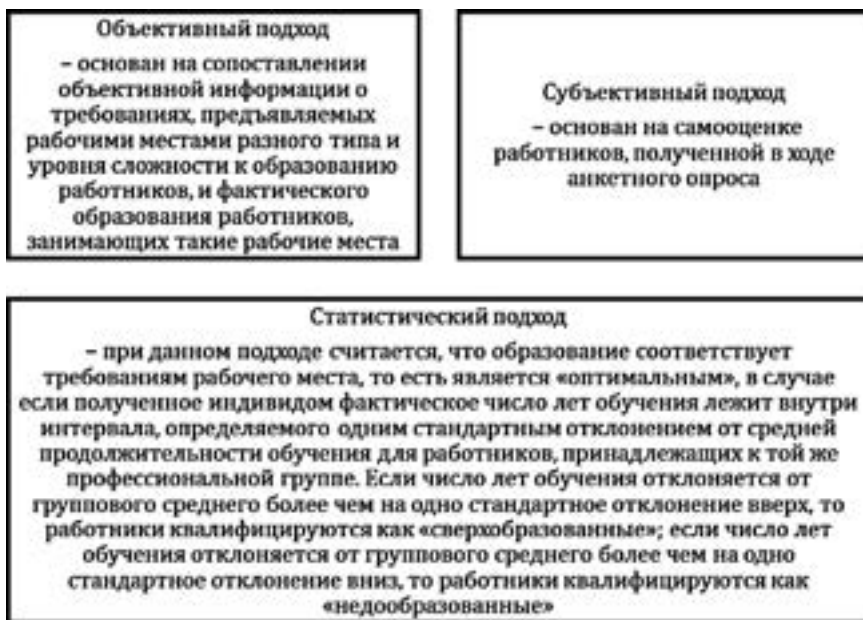 Объективный подход
– основан на сопоставлении
объективной информации о
требованиях, предъявляемых
рабочими местами разного типа и
уровня сложности к образованию
работников, и фактического
образования работников,
занимающих такие рабочие места
Субъективный подход
– основан на самооценке
работников, полученной в ходе
анкетного опроса
Статистический подход
– при данном подходе считается, что образование соответствует
требованиям рабочего места, то есть является «оптимальным», в случае
если полученное индивидом фактическое число лет обучения лежит внутри
интервала, определяемого одним стандартным отклонением от средней
продолжительности обучения для работников, принадлежащих к той же
профессиональной группе. Если число лет обучения отклоняется от
группового среднего более чем на одно стандартное отклонение вверх, то
работники квалифицируются как «сверхобразованные»; если число лет
обучения отклоняется от группового среднего более чем на одно
стандартное отклонение вниз, то работники квалифицируются как
«недообразованные»